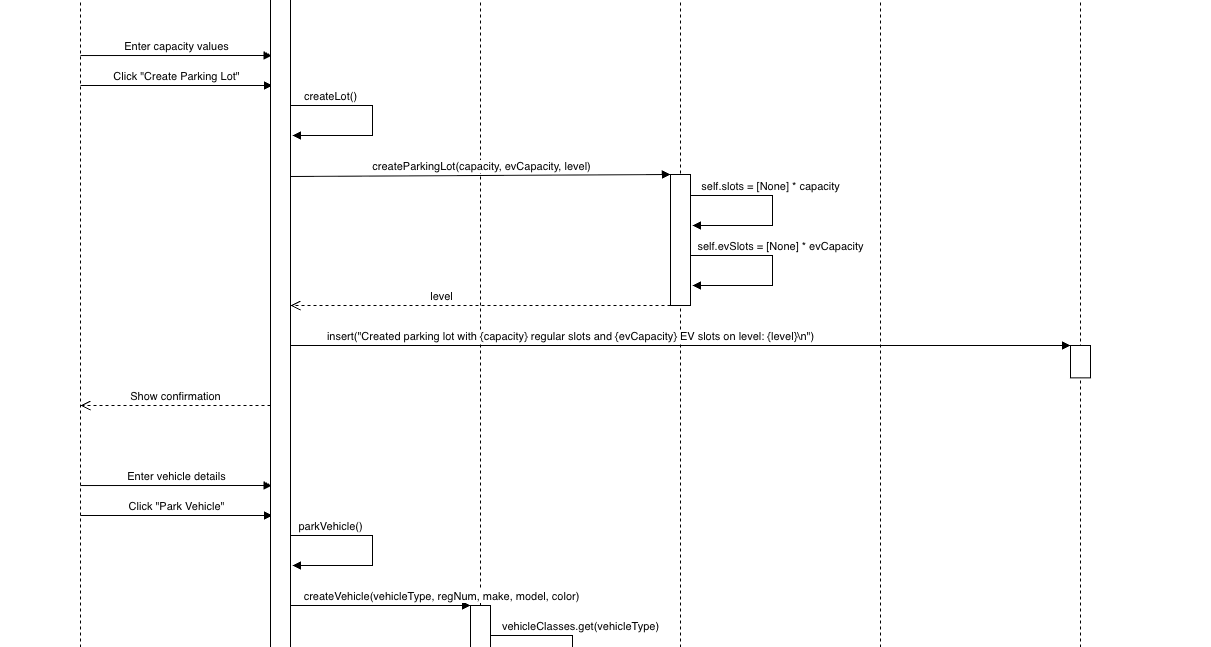 Enter capacity values
Click "Create Parking Lot"
createLot()
createParkingLot(capacity, evCapacity, level)
self.slots = [None] * capacity
self.evSlots = [None] * evCapacity
level
insert("Created parking lot with {capacity} regular slots and {evCapacity} EV slots on level: {level}\n")
Show confirmation
Enter vehicle details
Click "Park Vehicle"
parkVehicle()
createVehicle(vehicleType, regNum, make, model, color)
vehicleClasses.get(vehicleType)